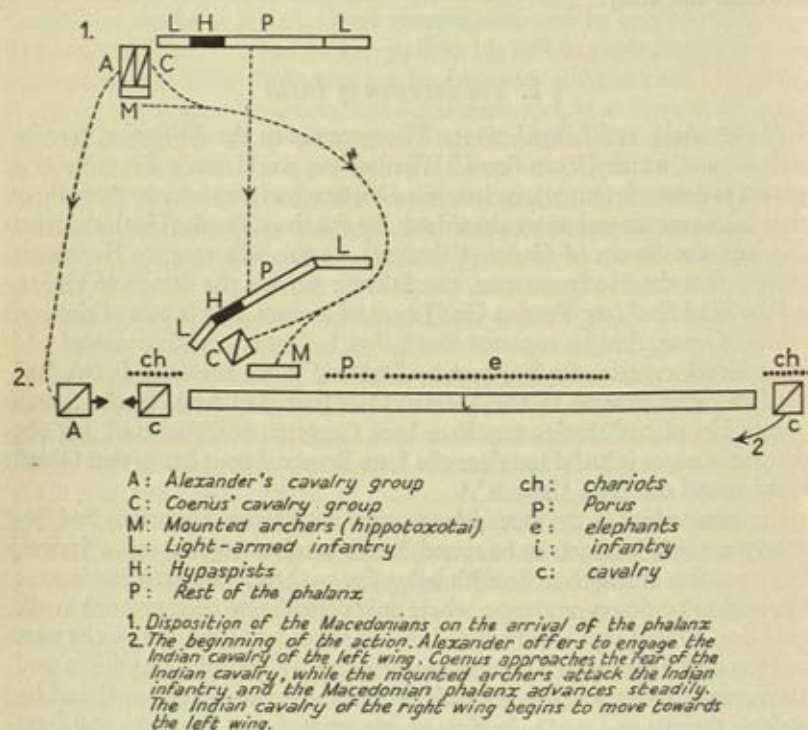 L H P L
1.
A C
M
L
P
H
L
C
M
ch p e ch
2.
A c i c
2
A: Alexander's cavalry group
C: Coenus' cavalry group
M: Mounted archers (hippotoxotai)
L: Light-armed infantry
H: Hypaspists
P: Rest of the phalanx
ch: chariots
p: Porus
e: elephants
i: infantry
c: cavalry
1. Disposition of the Macedonians on the arrival of the phalanx
2. The beginning of the action. Alexander offers to engage the
Indian cavalry of the left wing. Coenus approaches the rear of the
Indian cavalry, while the mounted archers attack the Indian
infantry and the Macedonian phalanx advances steadily.
The Indian cavalry of the right wing begins to move towards
the left wing.